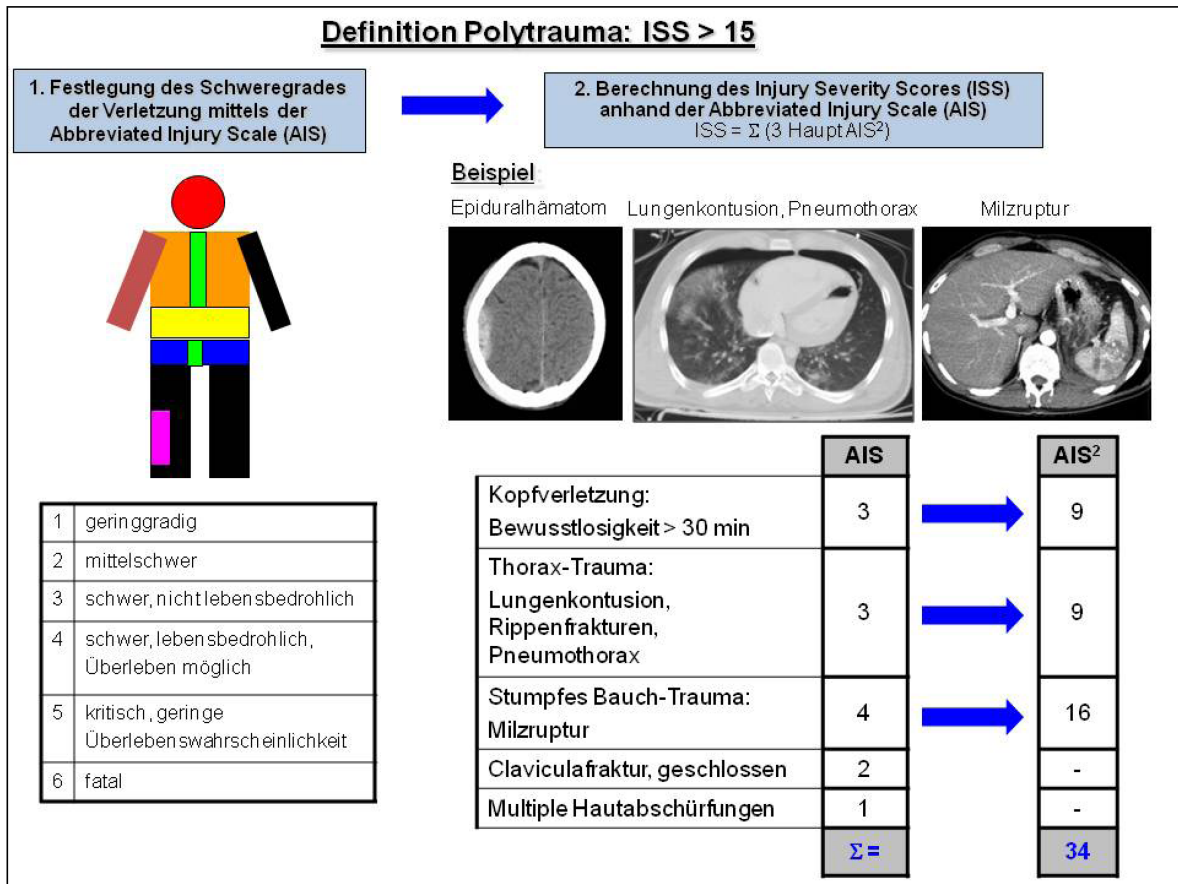 Definition Polytrauma: ISS > 15
1. Festlegung des Schweregrades
der Verletzung mittels der
Abbreviated Injury Scale (AIS)
2. Berechnung des Injury Severity Scores (ISS)
anhand der Abbreviated Injury Scale (AIS)
ISS = Σ (3 Haupt AIS²)
Beispiel
Epiduralhämatom
Lungenkontusion, Pneumothorax
Milzruptur
1 geringgradig
2 mittelschwer
3 schwer, nicht lebensbedrohlich
4 schwer, lebensbedrohlich,
Überleben möglich
5 kritisch, geringe
Überlebenswahrscheinlichkeit
6 fatal
AIS AIS²
Kopfverletzung:
Bewusstlosigkeit > 30 min 3 9
Thorax-Trauma:
Lungenkontusion,
Rippenfrakturen, 3 9
Pneumothorax
Stumpfes Bauch-Trauma:
Milzruptur 4 16
Claviculafraktur, geschlossen 2 -
Multiple Hautabschürfungen 1 -
Σ = 34